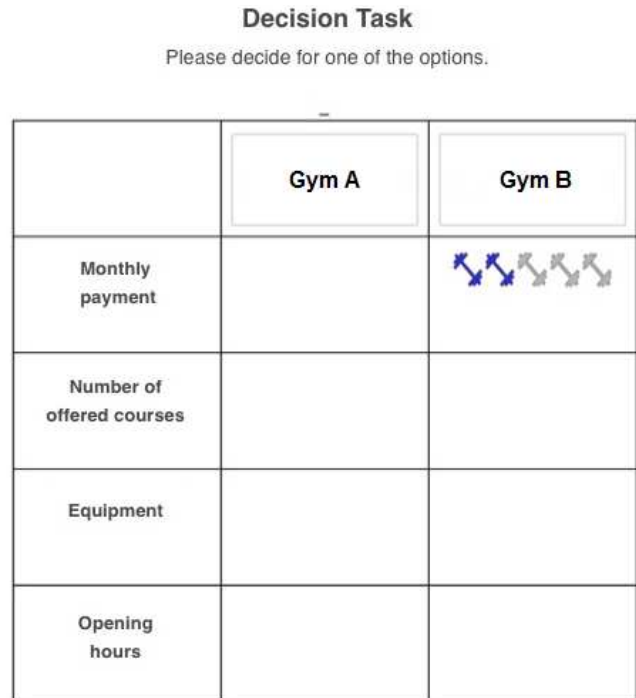 Decision Task
Please decide for one of the options.
Gym A
Gym B
Monthly
payment
Number of
offered courses
Equipment
Opening
hours